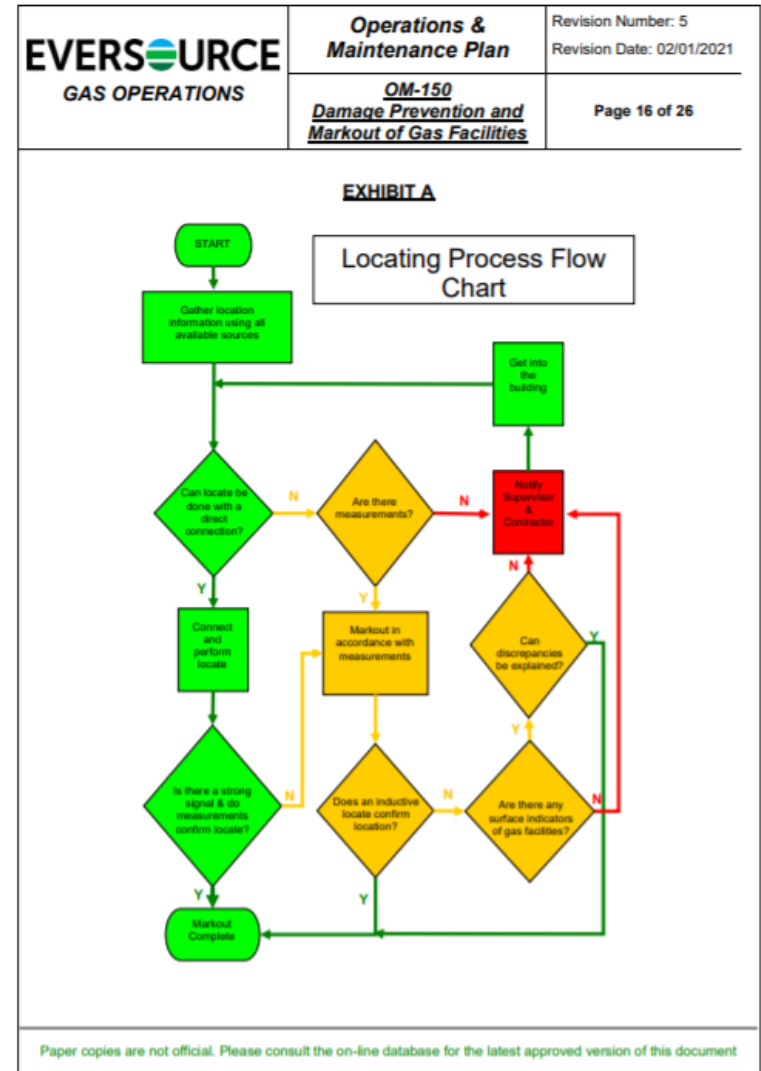 EVERSOURCE
GAS OPERATIONS
Operations &
Maintenance Plan
Revision Number: 5
Revision Date: 02/01/2021
OM-150
Damage Prevention and
Markout of Gas Facilities
Page 16 of 26
EXHIBIT A
Locating Process Flow
Chart
START
Gather location
information using all
available sources
Get into
the
building
Can locate be
done with a
direct
connection?
N
Are there
measurements?
N
Notify
Supervisor
&
Contractor
Y
Y
N
Connect
and
perform
locate
Markout in
accordance with
measurements
Can
discrepancies
be explained?
Y
Y
Is there a strong
signal & do
measurements
confirm locate?
N
Does an inductive
locate confirm
location?
N
Are there any
surface indicators
of gas facilities?
N
Y
Y
Markout
Complete
Paper copies are not official. Please consult the on-line database for the latest approved version of this document